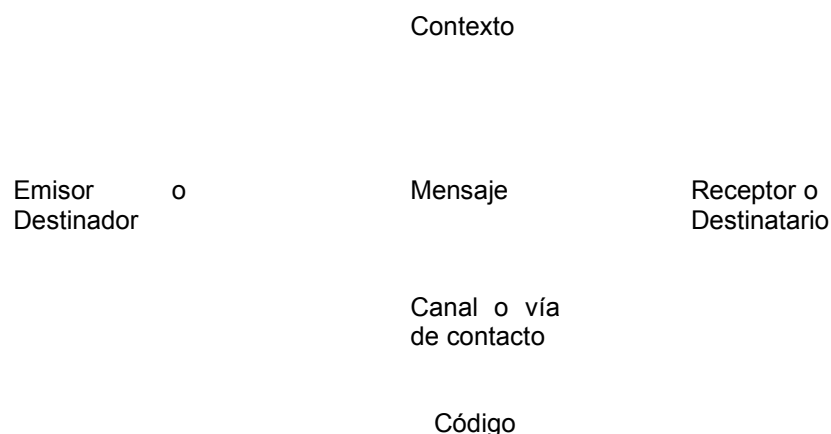 Contexto
Emisor o
Destinador
Mensaje
Receptor o
Destinatario
Canal o vía
de contacto
Código